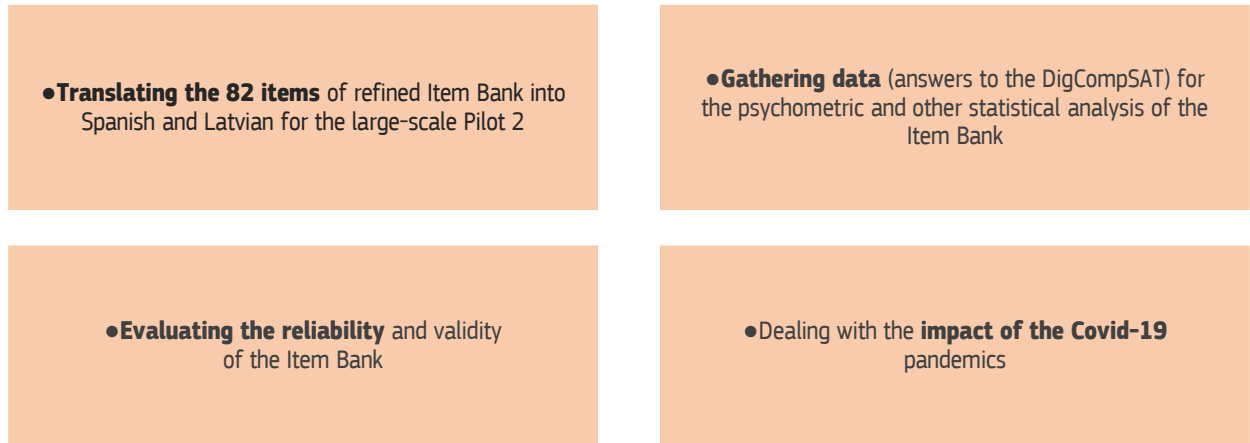 ●Translating the 82 items of refined Item Bank into
Spanish and Latvian for the large-scale Pilot 2
●Gathering data (answers to the DigCompSAT) for
the psychometric and other statistical analysis of the
Item Bank
●Evaluating the reliability and validity
of the Item Bank
●Dealing with the impact of the Covid-19
pandemics